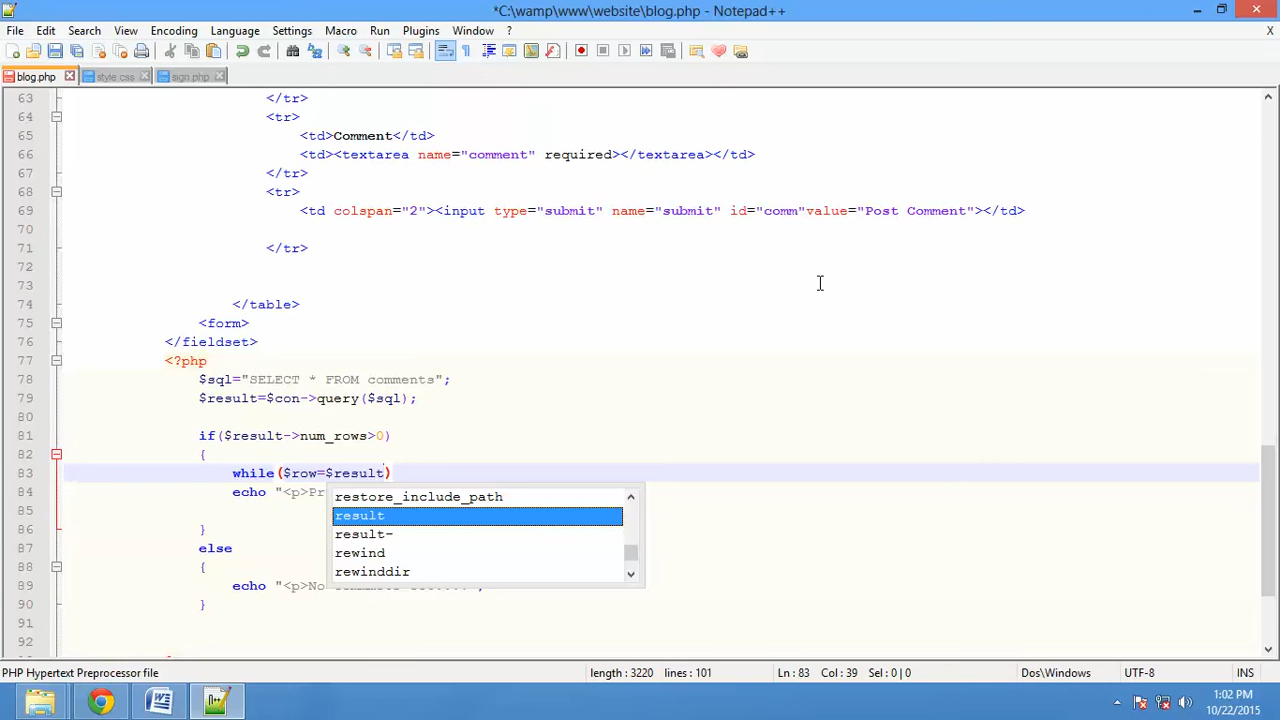 *C:\wamp\www\website\blog.php - Notepad++
File Edit Search View Encoding Language Settings Macro Run Plugins Window ? X
blog.php style.css sign.php
63 </tr>
64 <tr>
65 <td>Comment</td>
66 <td><textarea name="comment" required></textarea></td>
67 </tr>
68 <tr>
69 <td colspan="2"><input type="submit" name="submit" id="comm"value="Post Comment"></td>
70
71 </tr>
72
73
74 </table>
75 <form>
76 </fieldset>
77 <?php
78 $sql="SELECT * FROM comments";
79 $result=$con->query($sql);
80
81 if($result->num_rows>0)
82 {
83 while($row=$result)
84 echo "<p>Pr
restore_include_path
85
result
86 }
result-
87 else
rewind
88 {
rewinddir
89 echo "<p>No
90 }
91
92
PHP Hypertext Preprocessor file length : 3220 lines : 101 Ln : 83 Col : 39 Sel : 0 | 0 Dos\Windows UTF-8 INS
1:02 PM
10/22/2015